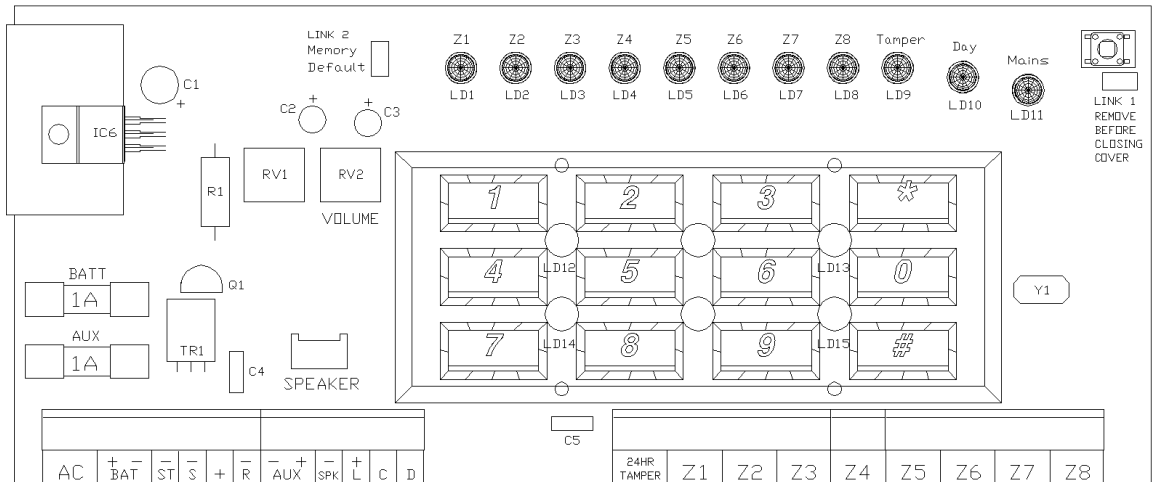 LINK 2
Memory
Default
Z1 Z2 Z3 Z4 Z5 Z6 Z7 Z8 Tamper
Day
Mains
LD1 LD2 LD3 LD4 LD5 LD6 LD7 LD8 LD9
LD10
LD11
LINK 1
REMOVE
BEFORE
CLOSING
COVER
C1
+
IC6
C2
+
C3
+
R1
RV1
RV2
VOLUME
1 2 3 *
LD12
LD13
4 5 6 0
LD14
LD15
7 8 9 #
Y1
BATT
1A
AUX
1A
Q1
TR1
C4
SPEAKER
C5
AC
+ -
BAT
-
ST
-
S
+
-
R
- +
AUX
-
SPK
+
L
C
D
24HR
TAMPER
Z1 Z2 Z3 Z4 Z5 Z6 Z7 Z8